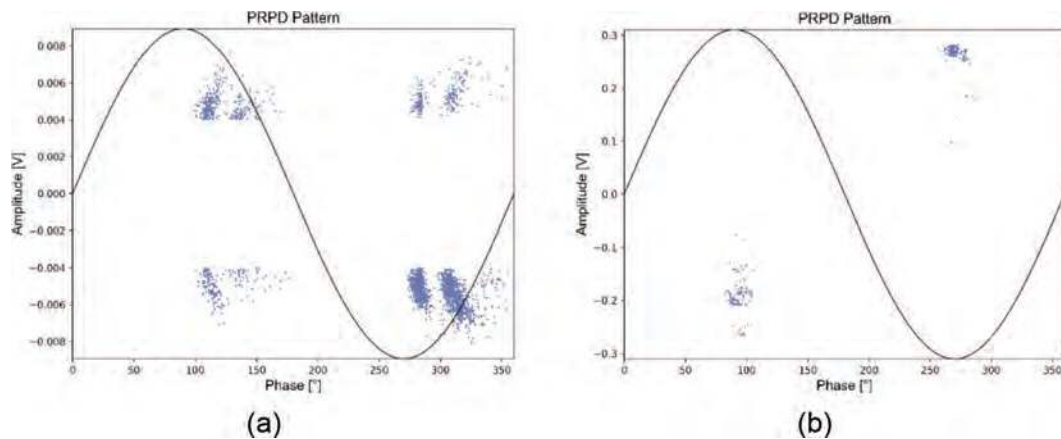 PRPD Pattern
0.008
0.006
0.004
0.002
0.000
−0.002
−0.004
−0.006
−0.008
Amplitude [V]
0 50 100 150 200 250 300 350
Phase [°]
(a)
PRPD Pattern
0.3
0.2
0.1
0.0
−0.1
−0.2
−0.3
Amplitude [V]
0 50 100 150 200 250 300 350
Phase [°]
(b)